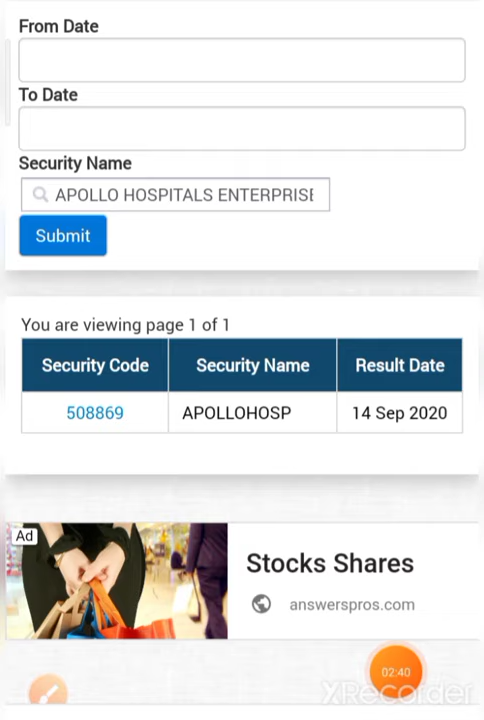 From Date
To Date
Security Name
APOLLO HOSPITALS ENTERPRISE
Submit
You are viewing page 1 of 1
Security Code Security Name Result Date
508869 APOLLOHOSP 14 Sep 2020
Ad
Stocks Shares
answerspros.com
02:40
XRecorder